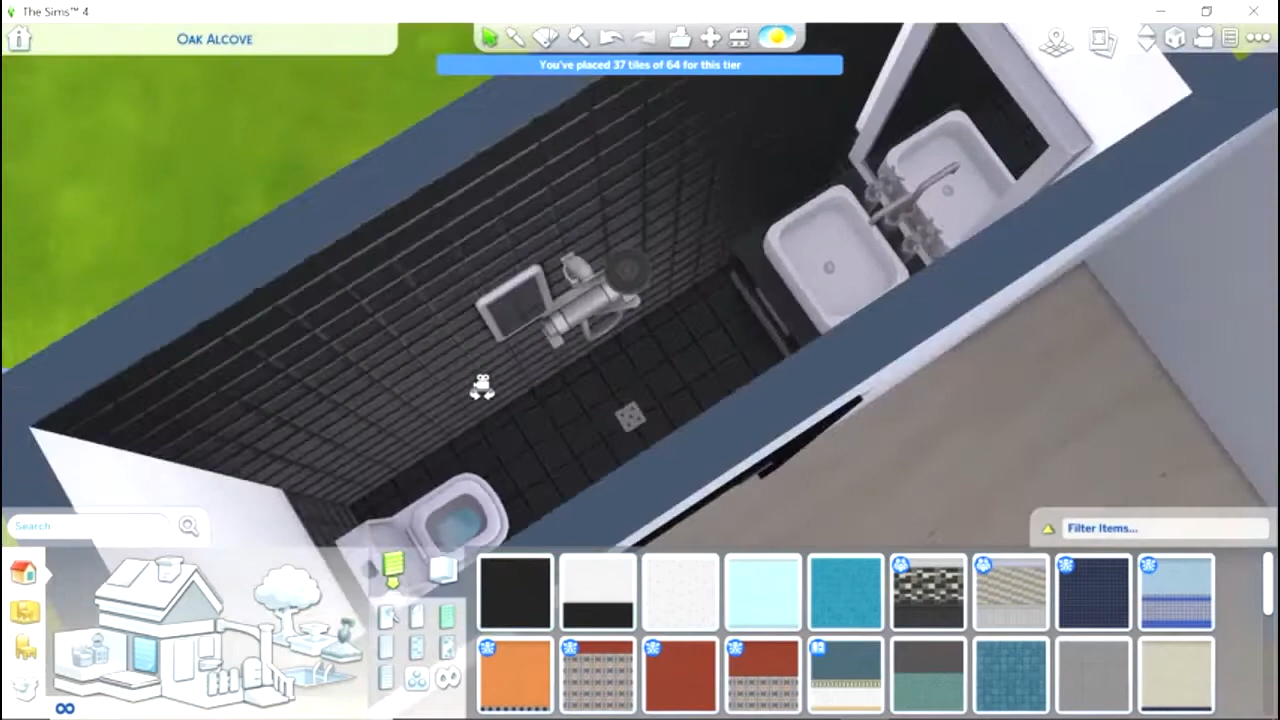 The Sims™ 4
OAK ALCOVE
You've placed 37 tiles of 64 for this tier
Search
Filter Items...